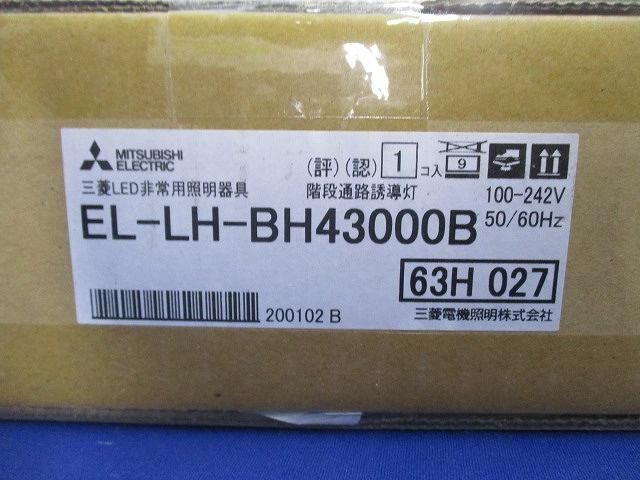 MITSUBISHI
ELECTRIC
(評)(認) 1 コ入 9
三菱LED非常用照明器具
階段通路誘導灯
100-242V
EL-LH-BH43000B
50/60Hz
63H 027
200102 B
三菱電機照明株式会社